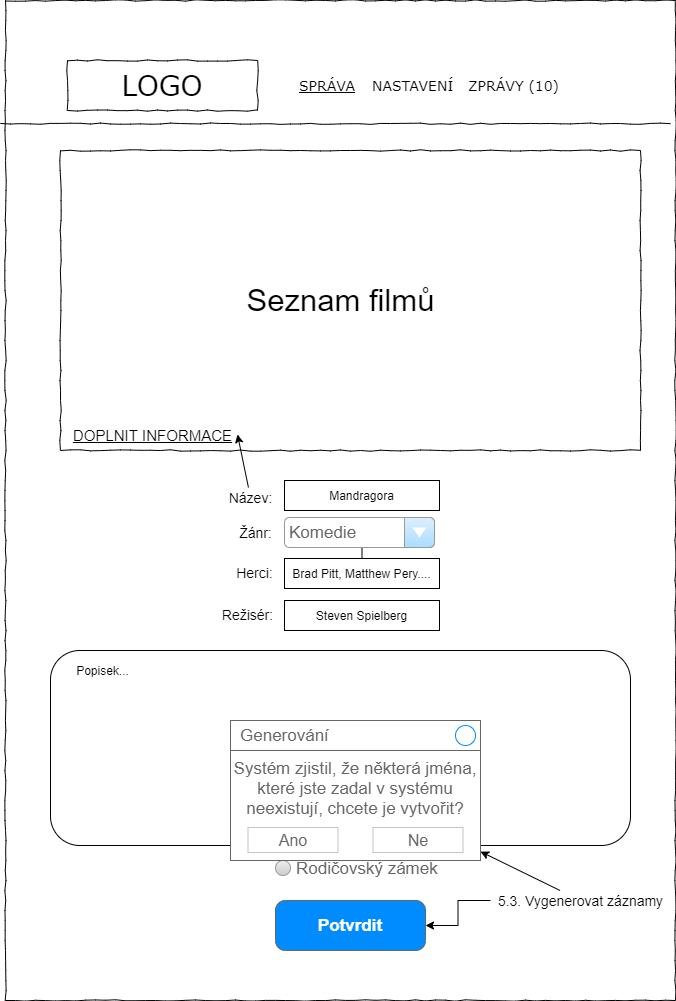 LOGO
SPRÁVA NASTAVENÍ ZPRÁVY (10)
Seznam filmů
DOPLNIT INFORMACE
Název: Mandragora
Žánr: Komedie
Herci: Brad Pitt, Matthew Pery....
Režisér: Steven Spielberg
Popisek...
Generování
Systém zjistil, že některá jména,
které jste zadal v systému
neexistují, chcete je vytvořit?
Ano Ne
Rodičovský zámek
5.3. Vygenerovat záznamy
Potvrdit